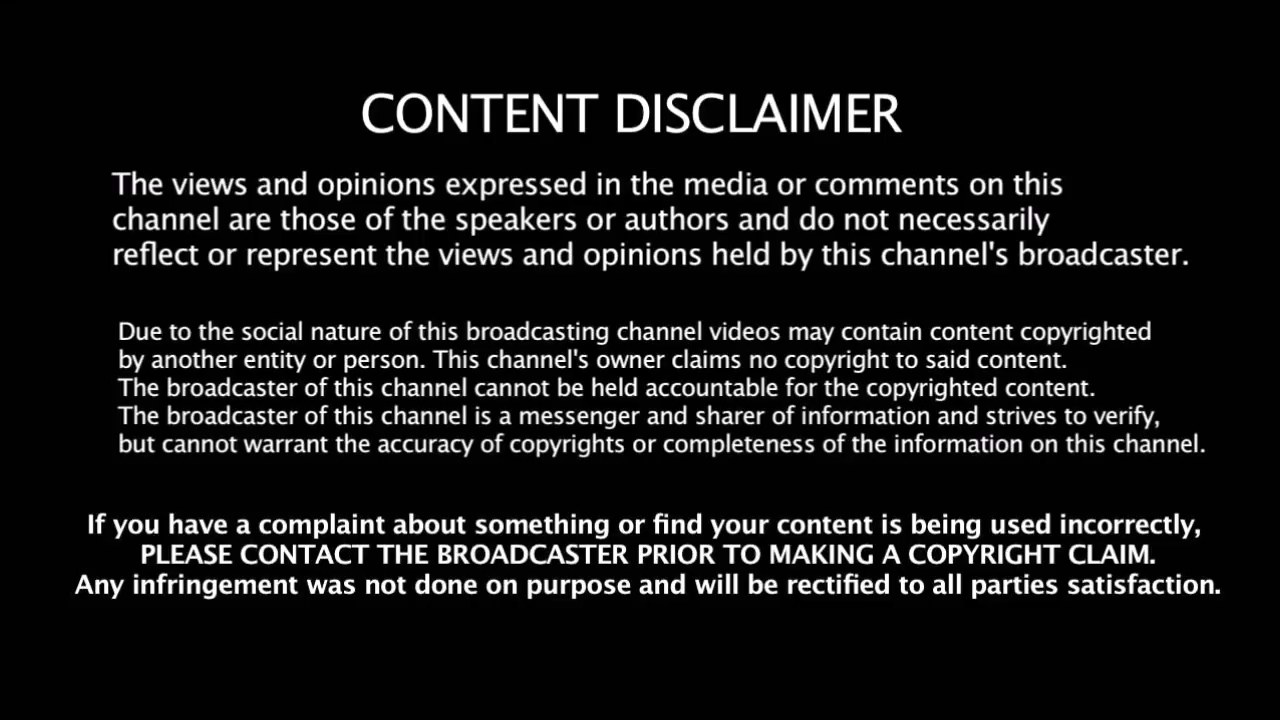 CONTENT DISCLAIMER
The views and opinions expressed in the media or comments on this
channel are those of the speakers or authors and do not necessarily
reflect or represent the views and opinions held by this channel's broadcaster.
Due to the social nature of this broadcasting channel videos may contain content copyrighted
by another entity or person. This channel's owner claims no copyright to said content.
The broadcaster of this channel cannot be held accountable for the copyrighted content.
The broadcaster of this channel is a messenger and sharer of information and strives to verify,
but cannot warrant the accuracy of copyrights or completeness of the information on this channel.
If you have a complaint about something or find your content is being used incorrectly,
PLEASE CONTACT THE BROADCASTER PRIOR TO MAKING A COPYRIGHT CLAIM.
Any infringement was not done on purpose and will be rectified to all parties satisfaction.